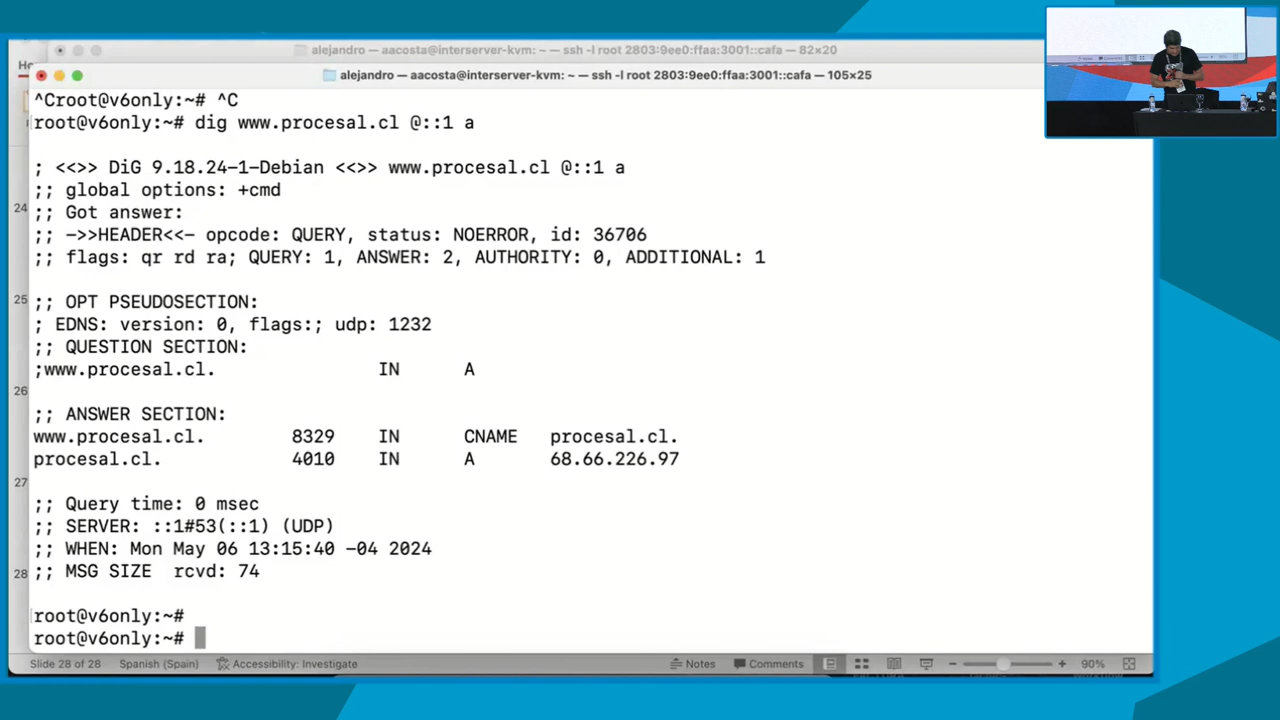 alejandro — aacosta@interserver-kvm: ~ — ssh -l root 2803:9ee0:ffaa:3001::cafa — 82×20
alejandro — aacosta@interserver-kvm: ~ — ssh -l root 2803:9ee0:ffaa:3001::cafa — 105×25
^Croot@v6only:~# ^C
root@v6only:~# dig www.procesal.cl @::1 a
; <<>> DiG 9.18.24-1-Debian <<>> www.procesal.cl @::1 a
;; global options: +cmd
;; Got answer:
;; ->>HEADER<<- opcode: QUERY, status: NOERROR, id: 36706
;; flags: qr rd ra; QUERY: 1, ANSWER: 2, AUTHORITY: 0, ADDITIONAL: 1
;; OPT PSEUDOSECTION:
; EDNS: version: 0, flags:; udp: 1232
;; QUESTION SECTION:
;www.procesal.cl. IN A
;; ANSWER SECTION:
www.procesal.cl. 8329 IN CNAME procesal.cl.
procesal.cl. 4010 IN A 68.66.226.97
;; Query time: 0 msec
;; SERVER: ::1#53(::1) (UDP)
;; WHEN: Mon May 06 13:15:40 -04 2024
;; MSG SIZE rcvd: 74
root@v6only:~#
root@v6only:~#
24
25
26
27
28
Slide 28 of 28 Spanish (Spain) Accessibility: Investigate Notes Comments 90%